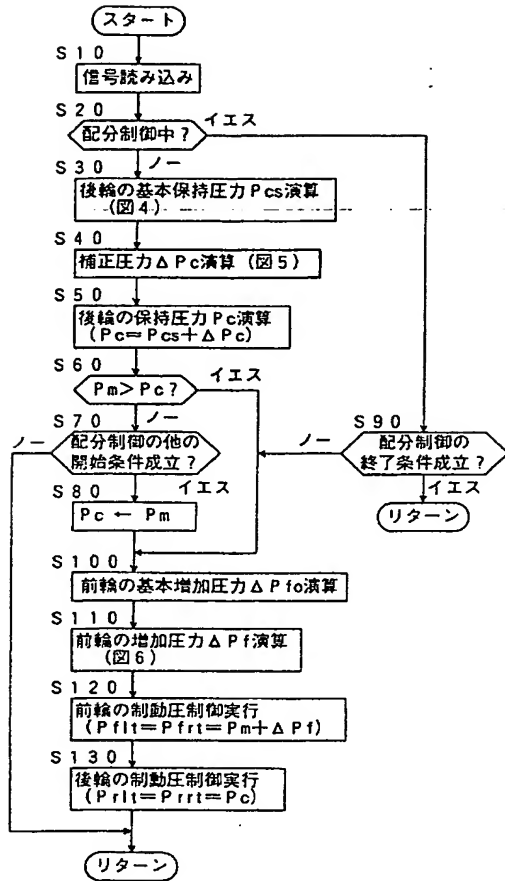 スタート
S10
信号読み込み
S20
イエス
配分制御中?
S30
ノー
後輪の基本保持圧力Pcs演算
(図4)
S40
補正圧力ΔPc演算(図5)
S50
後輪の保持圧力Pc演算
(Pc=Pcs+ΔPc)
S60
イエス
Pm>Pc?
S70
ノー
S90
ノー
配分制御の他の
開始条件成立?
ノー
配分制御の
終了条件成立?
S80
イエス
イエス
Pc ← Pm
リターン
S100
前輪の基本増加圧力ΔPfo演算
S110
前輪の増加圧力ΔPf演算
(図6)
S120
前輪の制動圧制御実行
(Pflt=Pfrt=Pm+ΔPf)
S130
後輪の制動圧制御実行
(Prlt=Prrt=Pc)
リターン